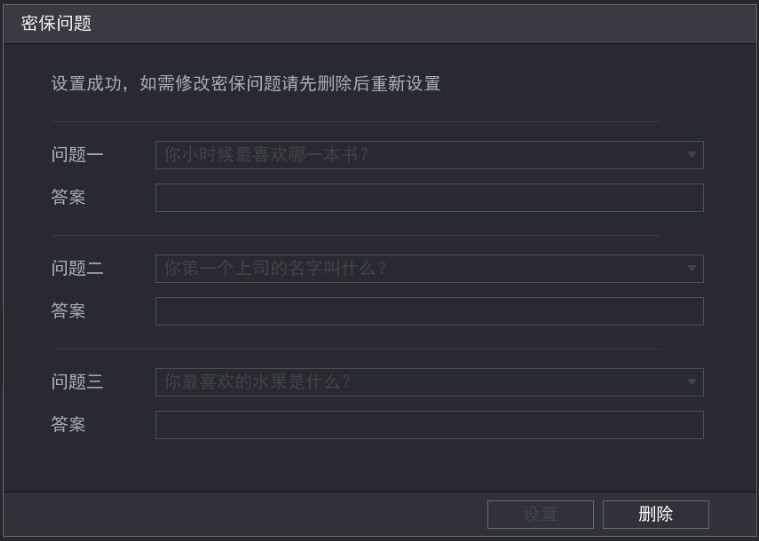 密保问题
设置成功，如需修改密保问题请先删除后重新设置
问题一 你小时候最喜欢哪一本书？
答案
问题二 你第一个上司的名字叫什么？
答案
问题三 你最喜欢的水果是什么？
答案
设置 删除